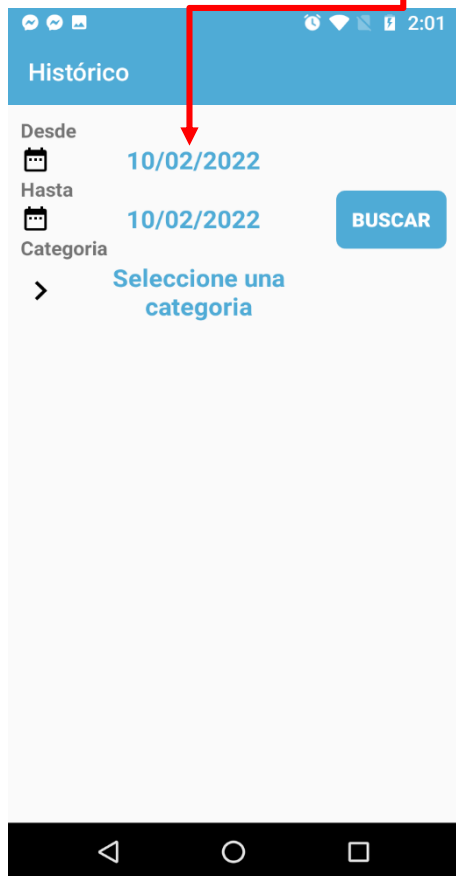 2:01
Histórico
Desde
10/02/2022
Hasta
10/02/2022
BUSCAR
Categoria
Seleccione una
categoria